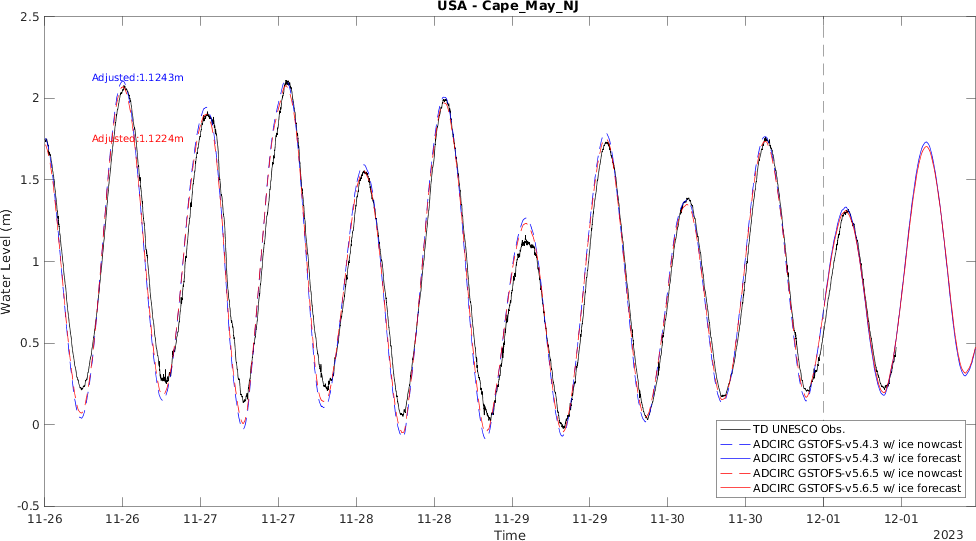 USA - Cape_May_NJ
2.5
Adjusted:1.1243m
2
Adjusted:1.1224m
1.5
Water Level (m)
1
0.5
0
-0.5
TD UNESCO Obs.
ADCIRC GSTOFS-v5.4.3 w/ ice nowcast
ADCIRC GSTOFS-v5.4.3 w/ ice forecast
ADCIRC GSTOFS-v5.6.5 w/ ice nowcast
ADCIRC GSTOFS-v5.6.5 w/ ice forecast
11-26 11-26 11-27 11-27 11-28 11-28 11-29 11-29 11-30 11-30 12-01 12-01
Time
2023